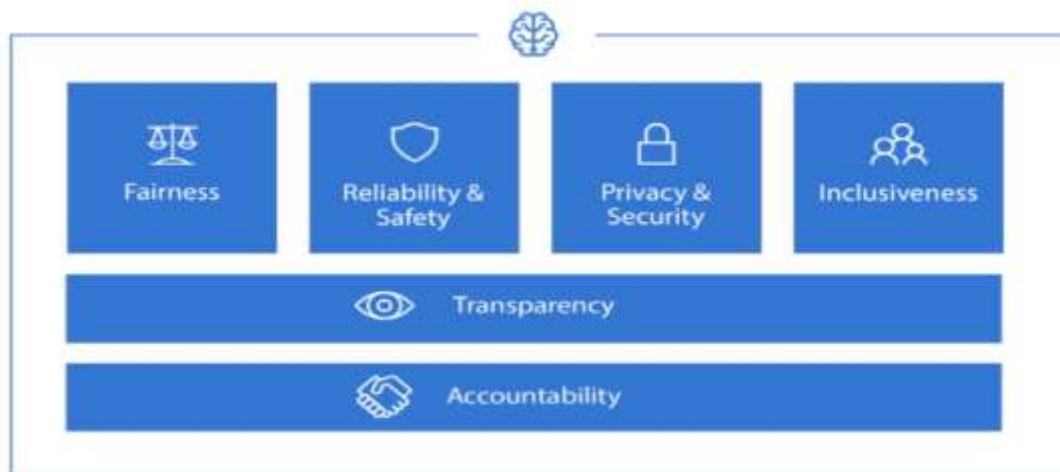 Fairness
Reliability &
Safety
Privacy &
Security
Inclusiveness
Transparency
Accountability